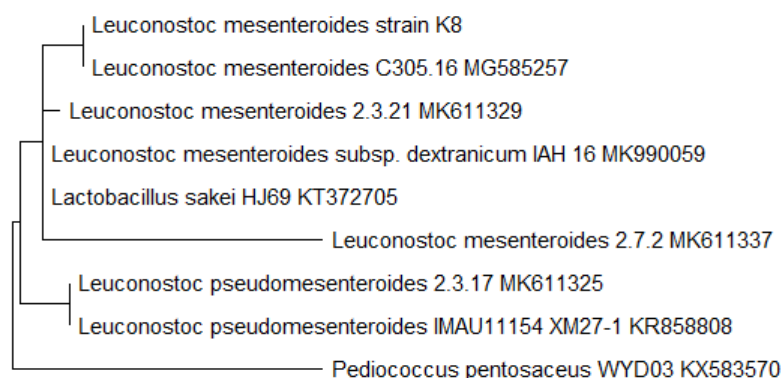 Leuconostoc mesenteroides strain K8
Leuconostoc mesenteroides C305.16 MG585257
Leuconostoc mesenteroides 2.3.21 MK611329
Leuconostoc mesenteroides subsp. dextranicum IAH 16 MK990059
Lactobacillus sakei HJ69 KT372705
Leuconostoc mesenteroides 2.7.2 MK611337
Leuconostoc pseudomesenteroides 2.3.17 MK611325
Leuconostoc pseudomesenteroides IMAU11154 XM27-1 KR858808
Pediococcus pentosaceus WYD03 KX583570